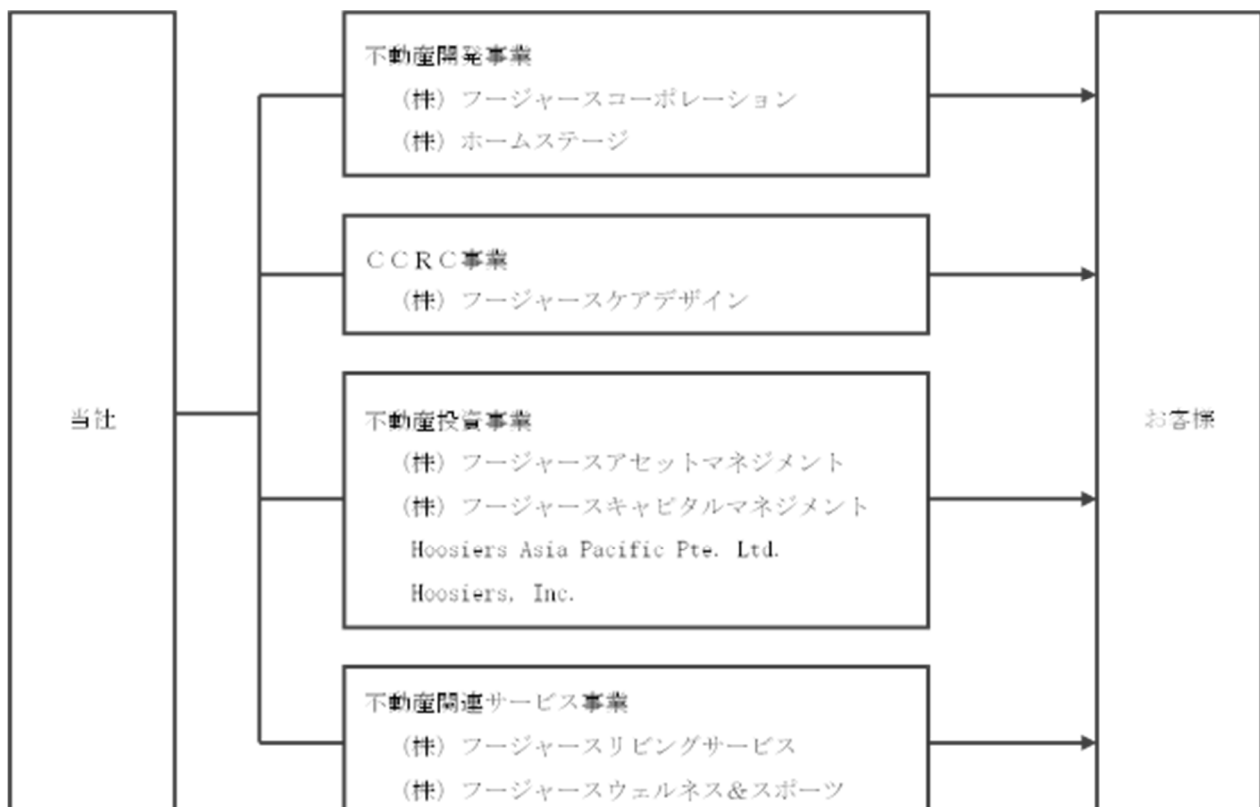 当社
不動産開発事業
（株）フージャースコーポレーション
（株）ホームステージ
ＣＣＲＣ事業
（株）フージャースケアデザイン
不動産投資事業
（株）フージャースアセットマネジメント
（株）フージャースキャピタルマネジメント
Hoosiers Asia Pacific Pte. Ltd.
Hoosiers, Inc.
不動産関連サービス事業
（株）フージャースリビングサービス
（株）フージャースウェルネス＆スポーツ
お客様